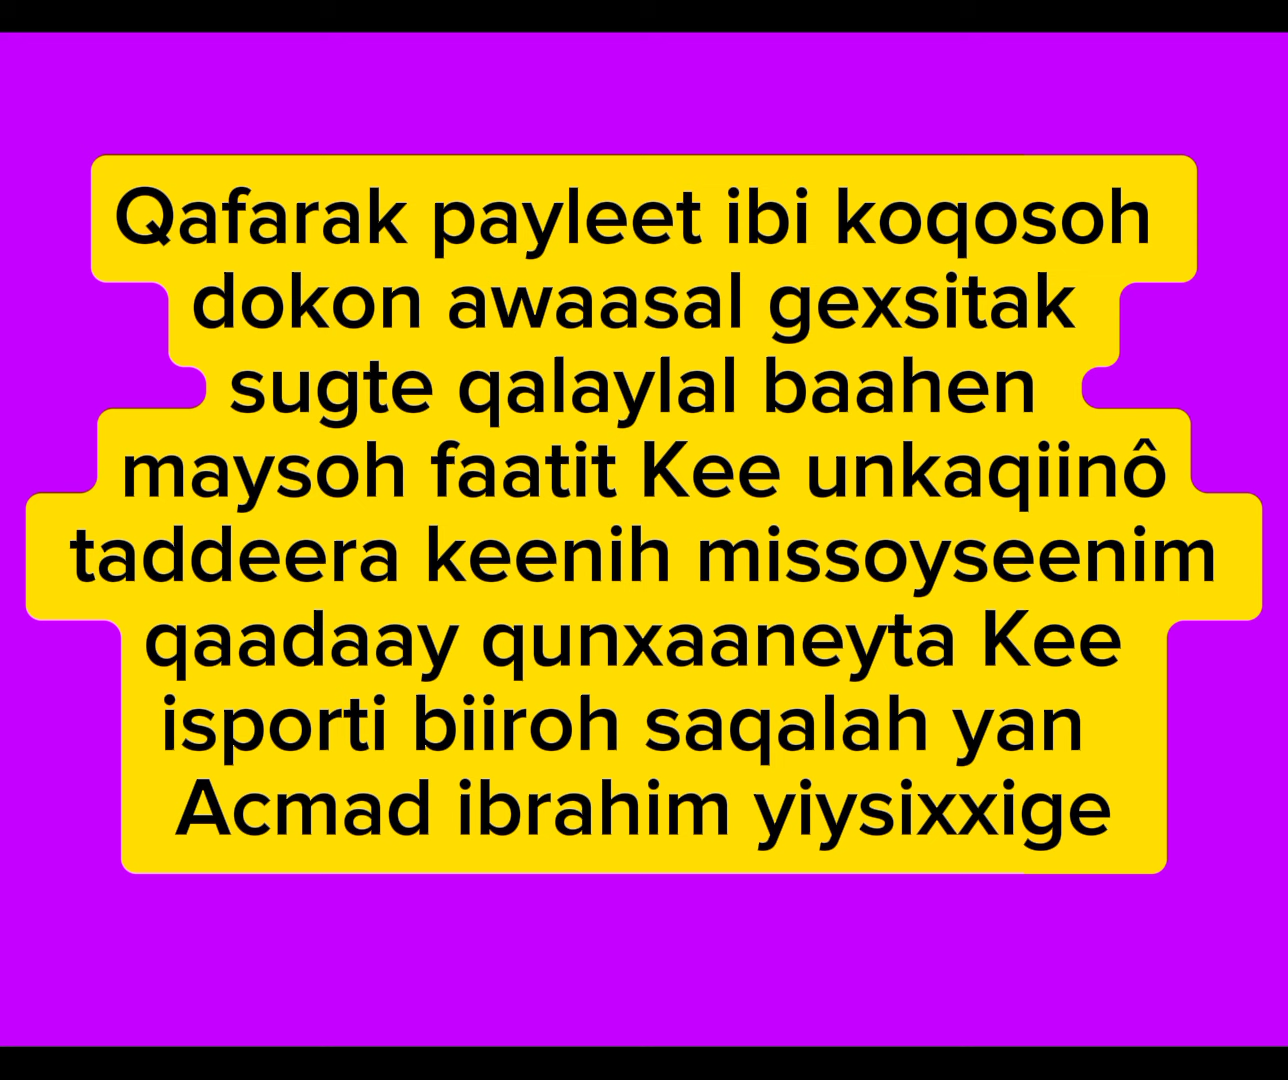 Qafarak payleet ibi koqosoh
dokon awaasal gexsitak
sugte qalaylal baahen
maysoh faatit Kee unkaqiinô
taddeera keenih missoyseenim
qaadaay qunxaaneyta Kee
isporti biiroh saqalah yan
Acmad ibrahim yiysixxige